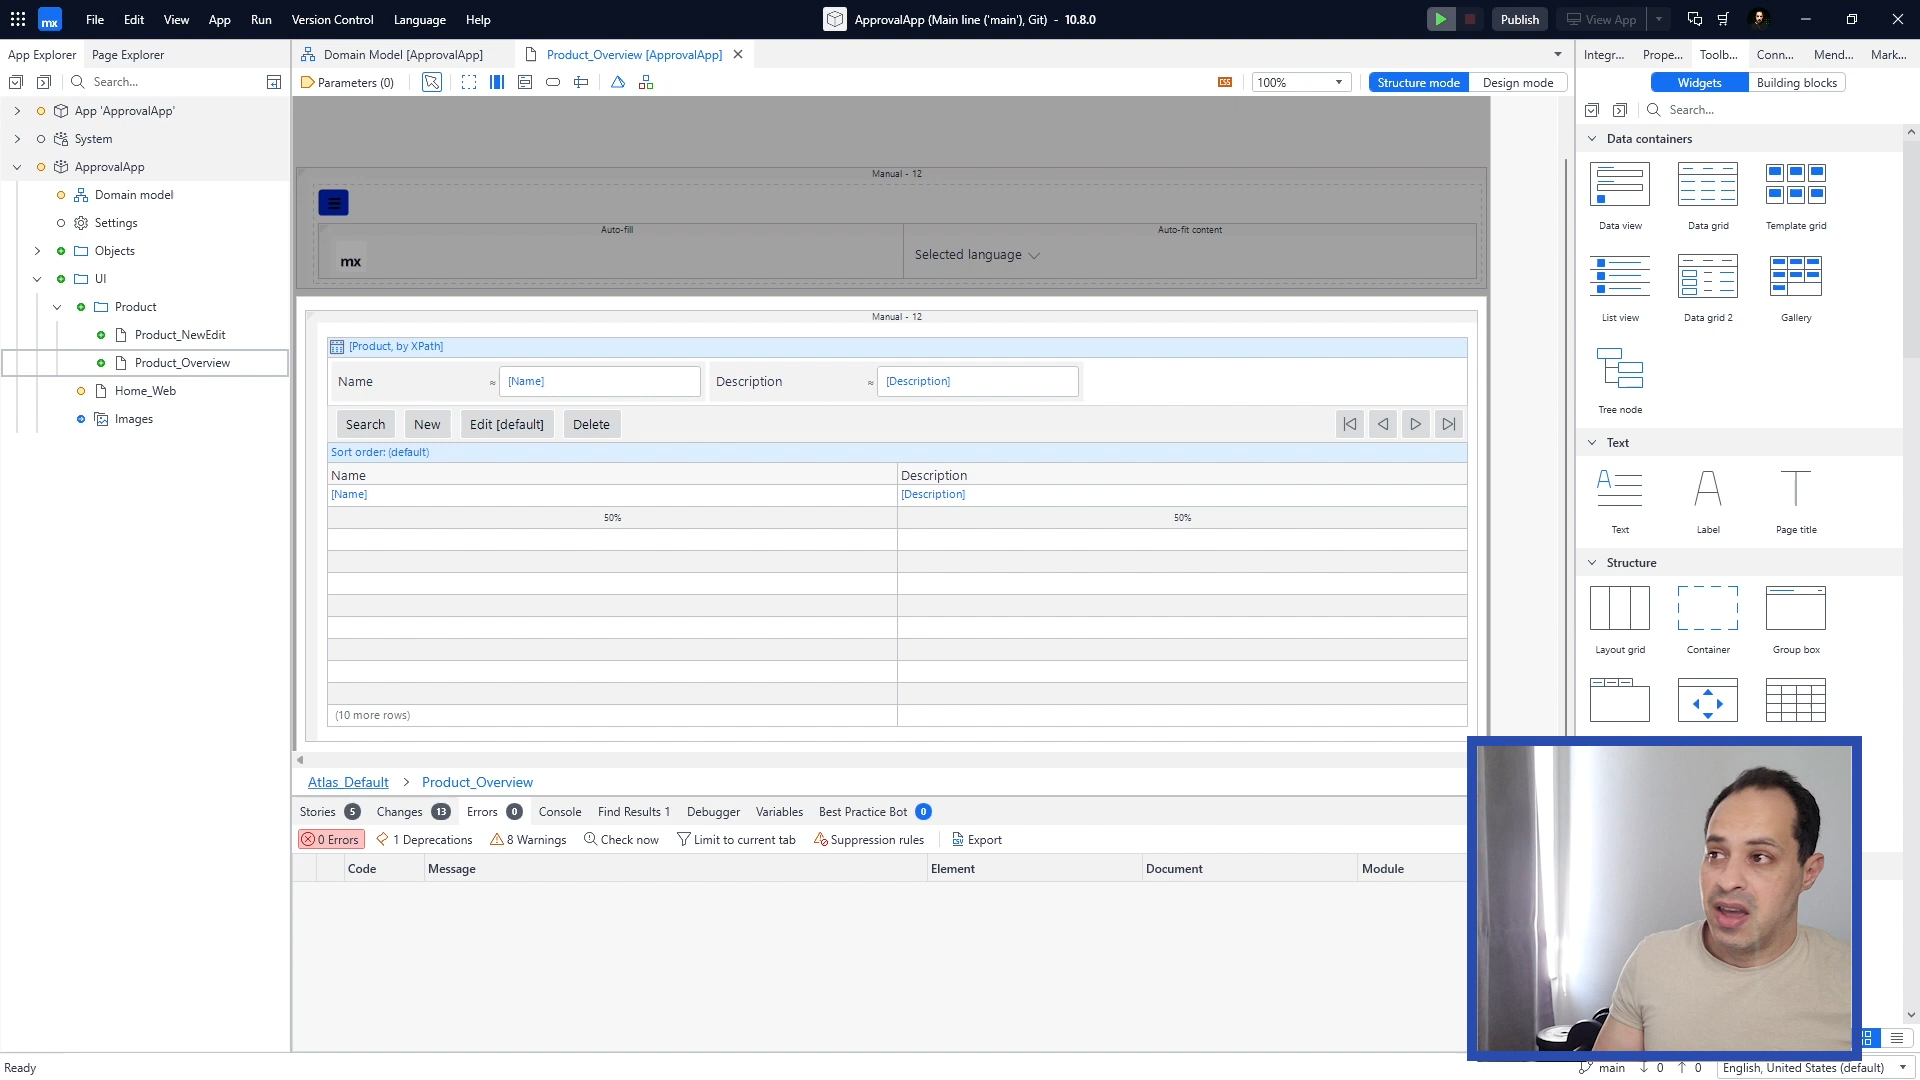 mx File Edit View App Run Version Control Language Help ApprovalApp (Main line ('main'), Git) - 10.8.0 Publish View App
App Explorer Page Explorer Domain Model [ApprovalApp] Product_Overview [ApprovalApp] Integr... Prope... Toolb... Conn... Mend... Mark...
Search... Parameters (0) CSS 100% Structure mode Design mode Widgets Building blocks
App 'ApprovalApp'
System
ApprovalApp
Domain model
Settings
Objects
UI
Product
Product_NewEdit
Product_Overview
Home_Web
Images
Manual - 12
Auto-fill Auto-fit content
mx Selected language
Manual - 12
[Product, by XPath]
Name ≈ [Name] Description ≈ [Description]
Search New Edit [default] Delete
Sort order: (default)
Name Description
[Name] [Description]
50% 50%
(10 more rows)
Atlas_Default > Product_Overview
Stories 5 Changes 13 Errors 0 Console Find Results 1 Debugger Variables Best Practice Bot 0
0 Errors 1 Deprecations 8 Warnings Check now Limit to current tab Suppression rules Export
Code Message Element Document Module
Search...
Data containers
Data view Data grid Template grid
List view Data grid 2 Gallery
Tree node
Text
Text Label Page title
Structure
Layout grid Container Group box
Ready main 0 0 English, United States (default)